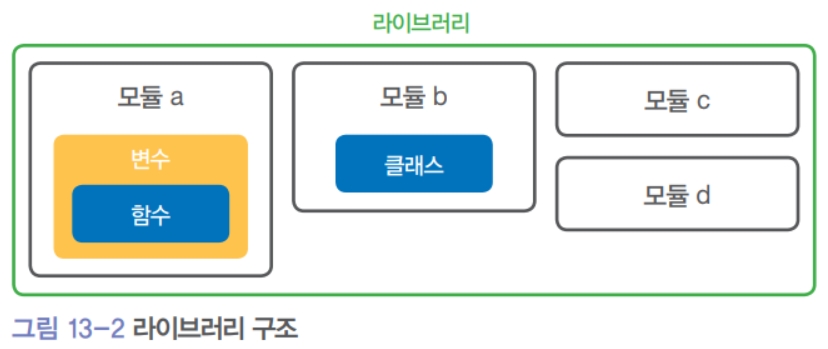 라이브러리
모듈 a
변수
함수
모듈 b
클래스
모듈 c
모듈 d
그림 13-2 라이브러리 구조